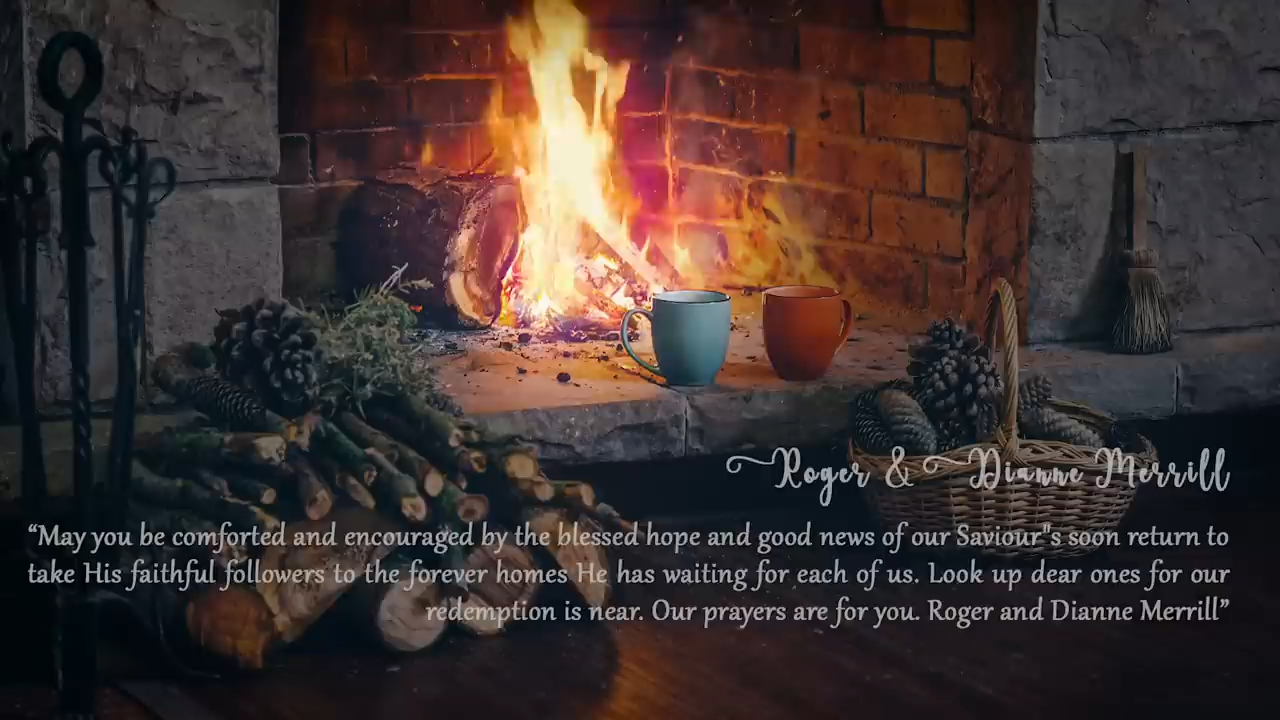 Roger & Dianne Merrill
“May you be comforted and encouraged by the blessed hope and good news of our Saviour"s soon return to
take His faithful followers to the forever homes He has waiting for each of us. Look up dear ones for our
redemption is near. Our prayers are for you. Roger and Dianne Merrill”